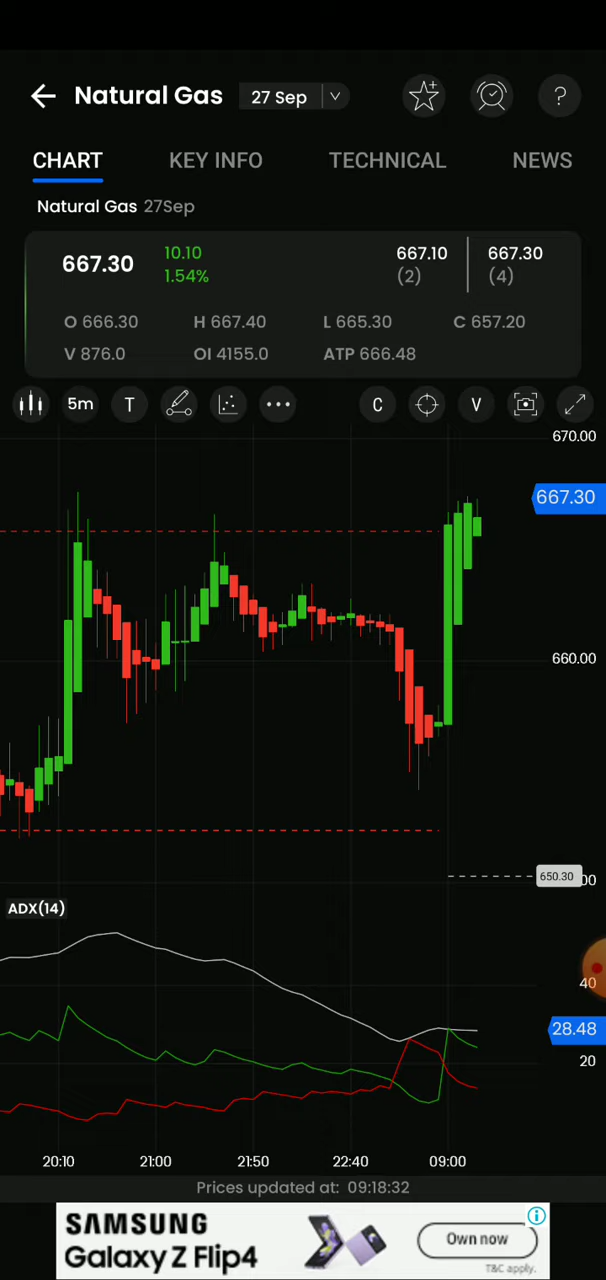 Natural Gas 27 Sep ?
CHART KEY INFO TECHNICAL NEWS
Natural Gas 27Sep
667.30 10.10 1.54% 667.10 (2) 667.30 (4)
O 666.30 H 667.40 L 665.30 C 657.20
V 876.0 OI 4155.0 ATP 666.48
5m T C V
670.00
667.30
660.00
650.30 00
ADX(14)
40
28.48
20
20:10 21:00 21:50 22:40 09:00
Prices updated at: 09:18:32
SAMSUNG
Galaxy Z Flip4
Own now
T&C apply.